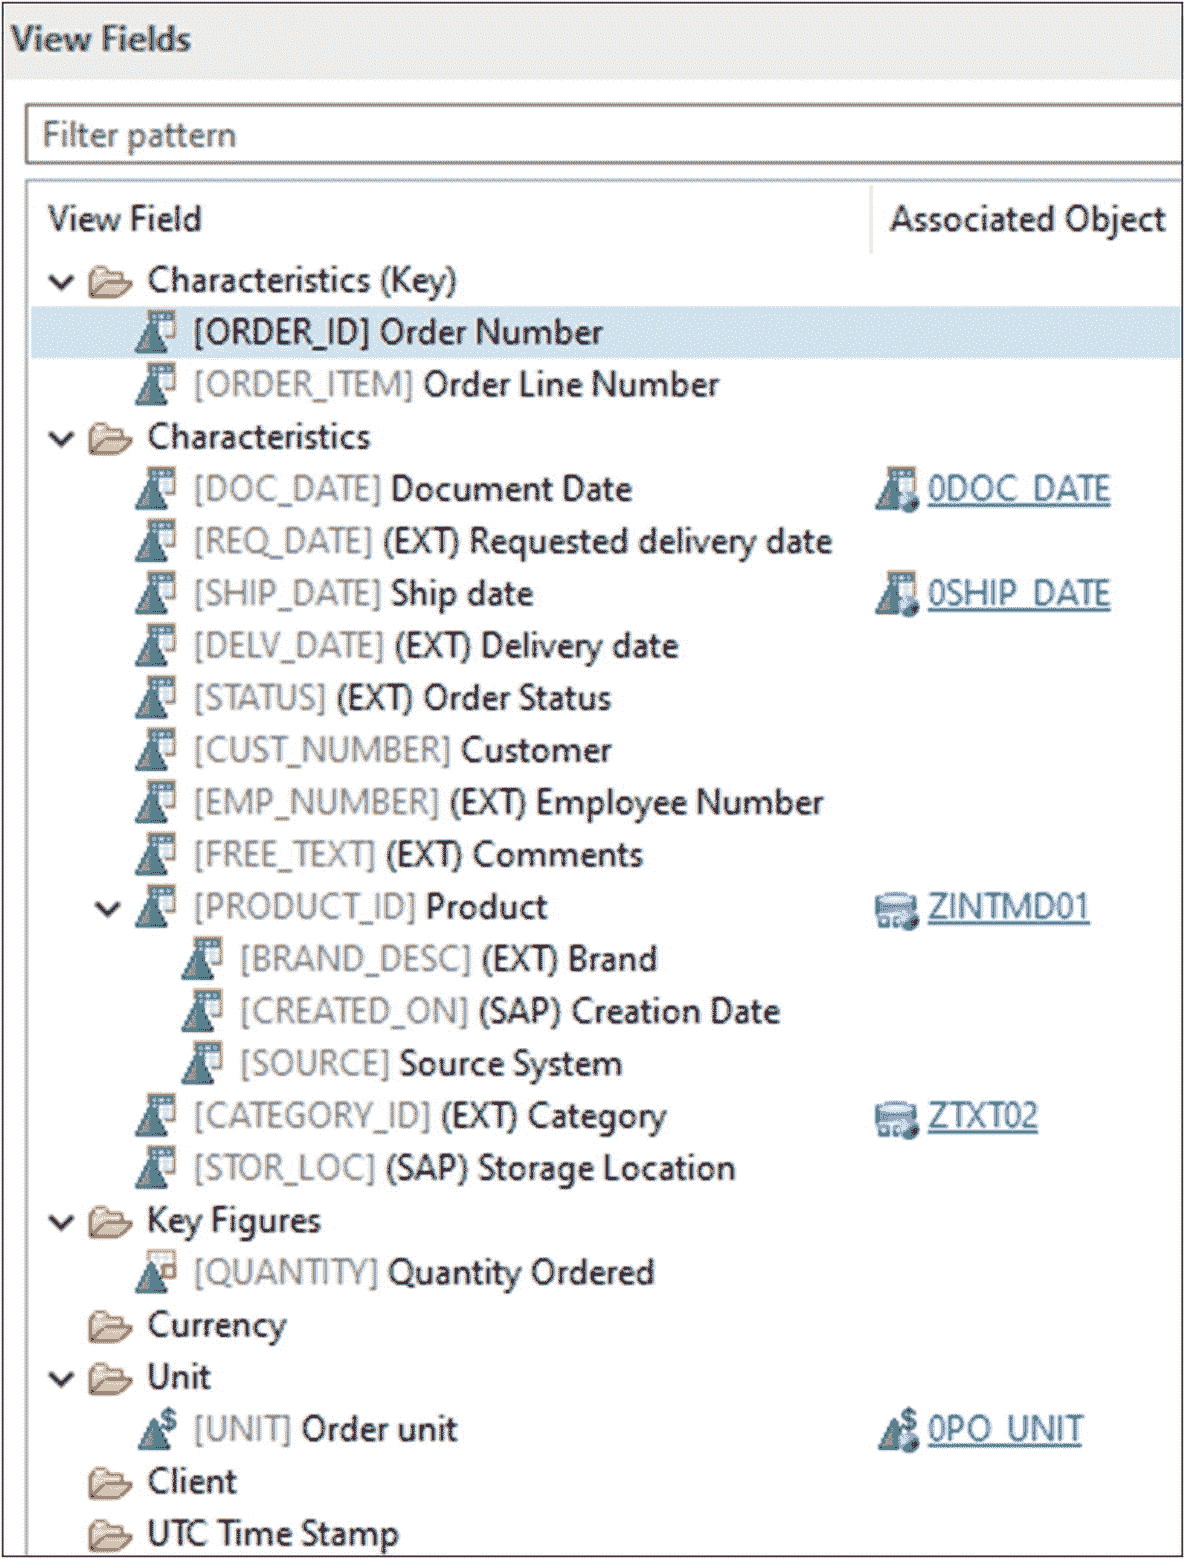 View Fields
Filter pattern
View Field Associated Object
Characteristics (Key)
[ORDER_ID] Order Number
[ORDER_ITEM] Order Line Number
Characteristics
[DOC_DATE] Document Date 0DOC_DATE
[REQ_DATE] (EXT) Requested delivery date
[SHIP_DATE] Ship date 0SHIP_DATE
[DELV_DATE] (EXT) Delivery date
[STATUS] (EXT) Order Status
[CUST_NUMBER] Customer
[EMP_NUMBER] (EXT) Employee Number
[FREE_TEXT] (EXT) Comments
[PRODUCT_ID] Product ZINTMD01
[BRAND_DESC] (EXT) Brand
[CREATED_ON] (SAP) Creation Date
[SOURCE] Source System
[CATEGORY_ID] (EXT) Category ZTXT02
[STOR_LOC] (SAP) Storage Location
Key Figures
[QUANTITY] Quantity Ordered
Currency
Unit
[UNIT] Order unit 0PO_UNIT
Client
UTC Time Stamp